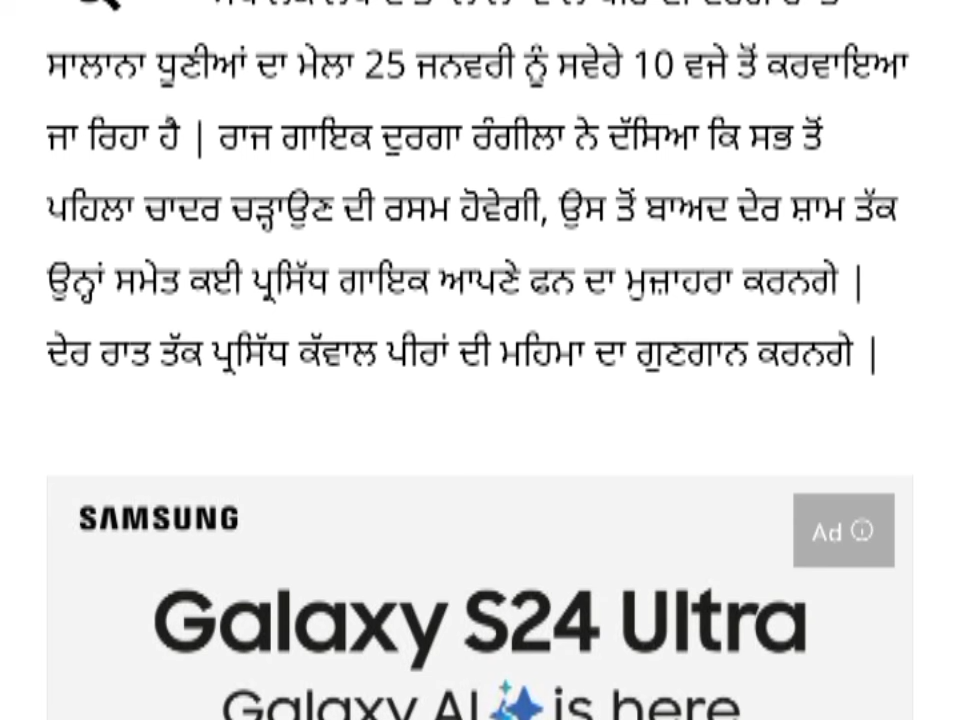 ਸਾਲਾਨਾ ਧੂਣੀਆਂ ਦਾ ਮੇਲਾ 25 ਜਨਵਰੀ ਨੂੰ ਸਵੇਰੇ 10 ਵਜੇ ਤੋਂ ਕਰਵਾਇਆ
ਜਾ ਰਿਹਾ ਹੈ | ਰਾਜ ਗਾਇਕ ਦੁਰਗਾ ਰੰਗੀਲਾ ਨੇ ਦੱਸਿਆ ਕਿ ਸਭ ਤੋਂ
ਪਹਿਲਾ ਚਾਦਰ ਚੜ੍ਹਾਉਣ ਦੀ ਰਸਮ ਹੋਵੇਗੀ, ਉਸ ਤੋਂ ਬਾਅਦ ਦੇਰ ਸ਼ਾਮ ਤੱਕ
ਉਨ੍ਹਾਂ ਸਮੇਤ ਕਈ ਪ੍ਰਸਿੱਧ ਗਾਇਕ ਆਪਣੇ ਫਨ ਦਾ ਮੁਜ਼ਾਹਰਾ ਕਰਨਗੇ |
ਦੇਰ ਰਾਤ ਤੱਕ ਪ੍ਰਸਿੱਧ ਕੱਵਾਲ ਪੀਰਾਂ ਦੀ ਮਹਿਮਾ ਦਾ ਗੁਣਗਾਨ ਕਰਨਗੇ |
SAMSUNG
Ad
Galaxy S24 Ultra
Galaxy AI is here